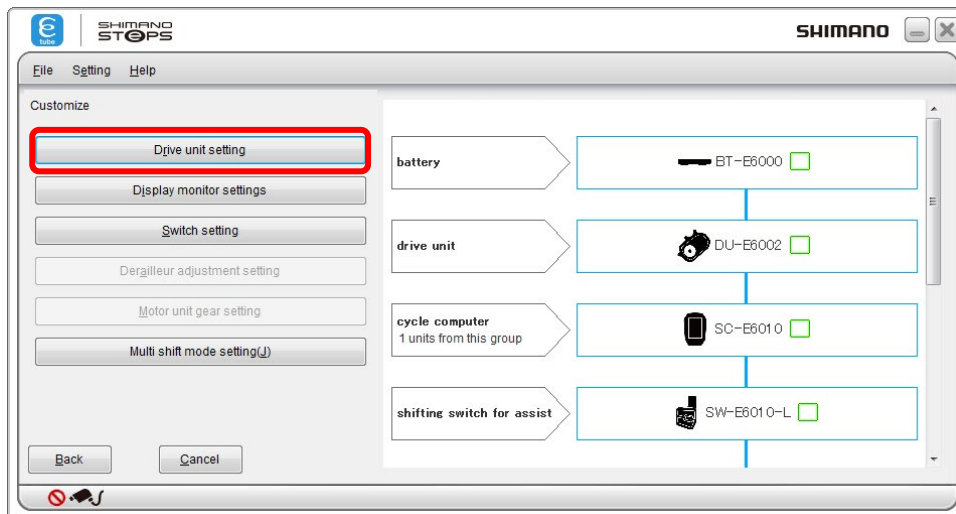 e
tube
SHIMANO
STePS
SHIMANO
File Setting Help
Customize
Drive unit setting
Display monitor settings
Switch setting
Derailleur adjustment setting
Motor unit gear setting
Multi shift mode setting(J)
Back Cancel
battery
BT-E6000
drive unit
DU-E6002
cycle computer
1 units from this group
SC-E6010
shifting switch for assist
SW-E6010-L